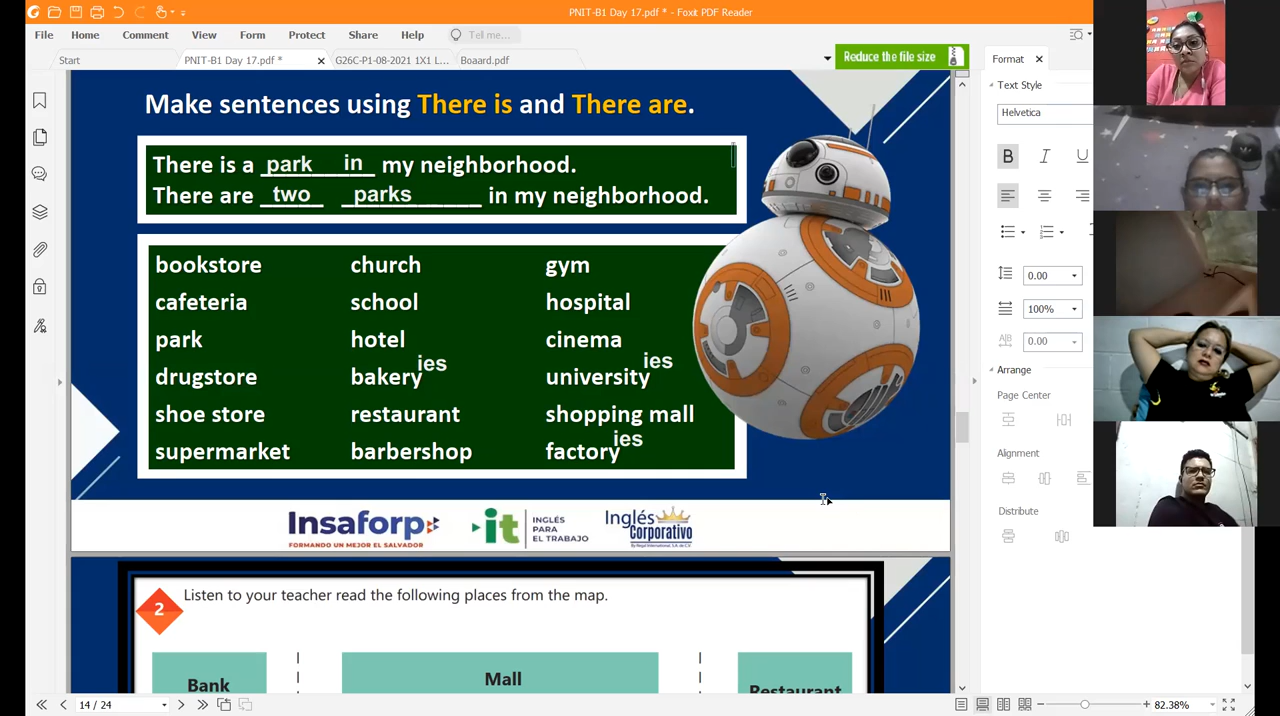 PNIT-B1 Day 17.pdf * - Foxit PDF Reader
File Home Comment View Form Protect Share Help Tell me...
Start PNIT-B1 Day 17.pdf * G26C-P1-08-2021 1X1 L... Boaard.pdf Reduce the file size
Format
Text Style
Helvetica
B I U
0.00
100%
0.00
Arrange
Page Center
Alignment
Distribute
Make sentences using There is and There are.
There is a park in my neighborhood.
There are two parks in my neighborhood.
bookstore church gym
cafeteria school hospital
park hotel cinema
drugstore bakery ies university ies
shoe store restaurant shopping mall
supermarket barbershop factory ies
Insaforp
FORMANDO UN MEJOR EL SALVADOR
it INGLÉS
PARA
EL TRABAJO
Inglés
Corporativo
2 Listen to your teacher read the following places from the map.
Bank Mall Restaurant
14 / 24 82.38%